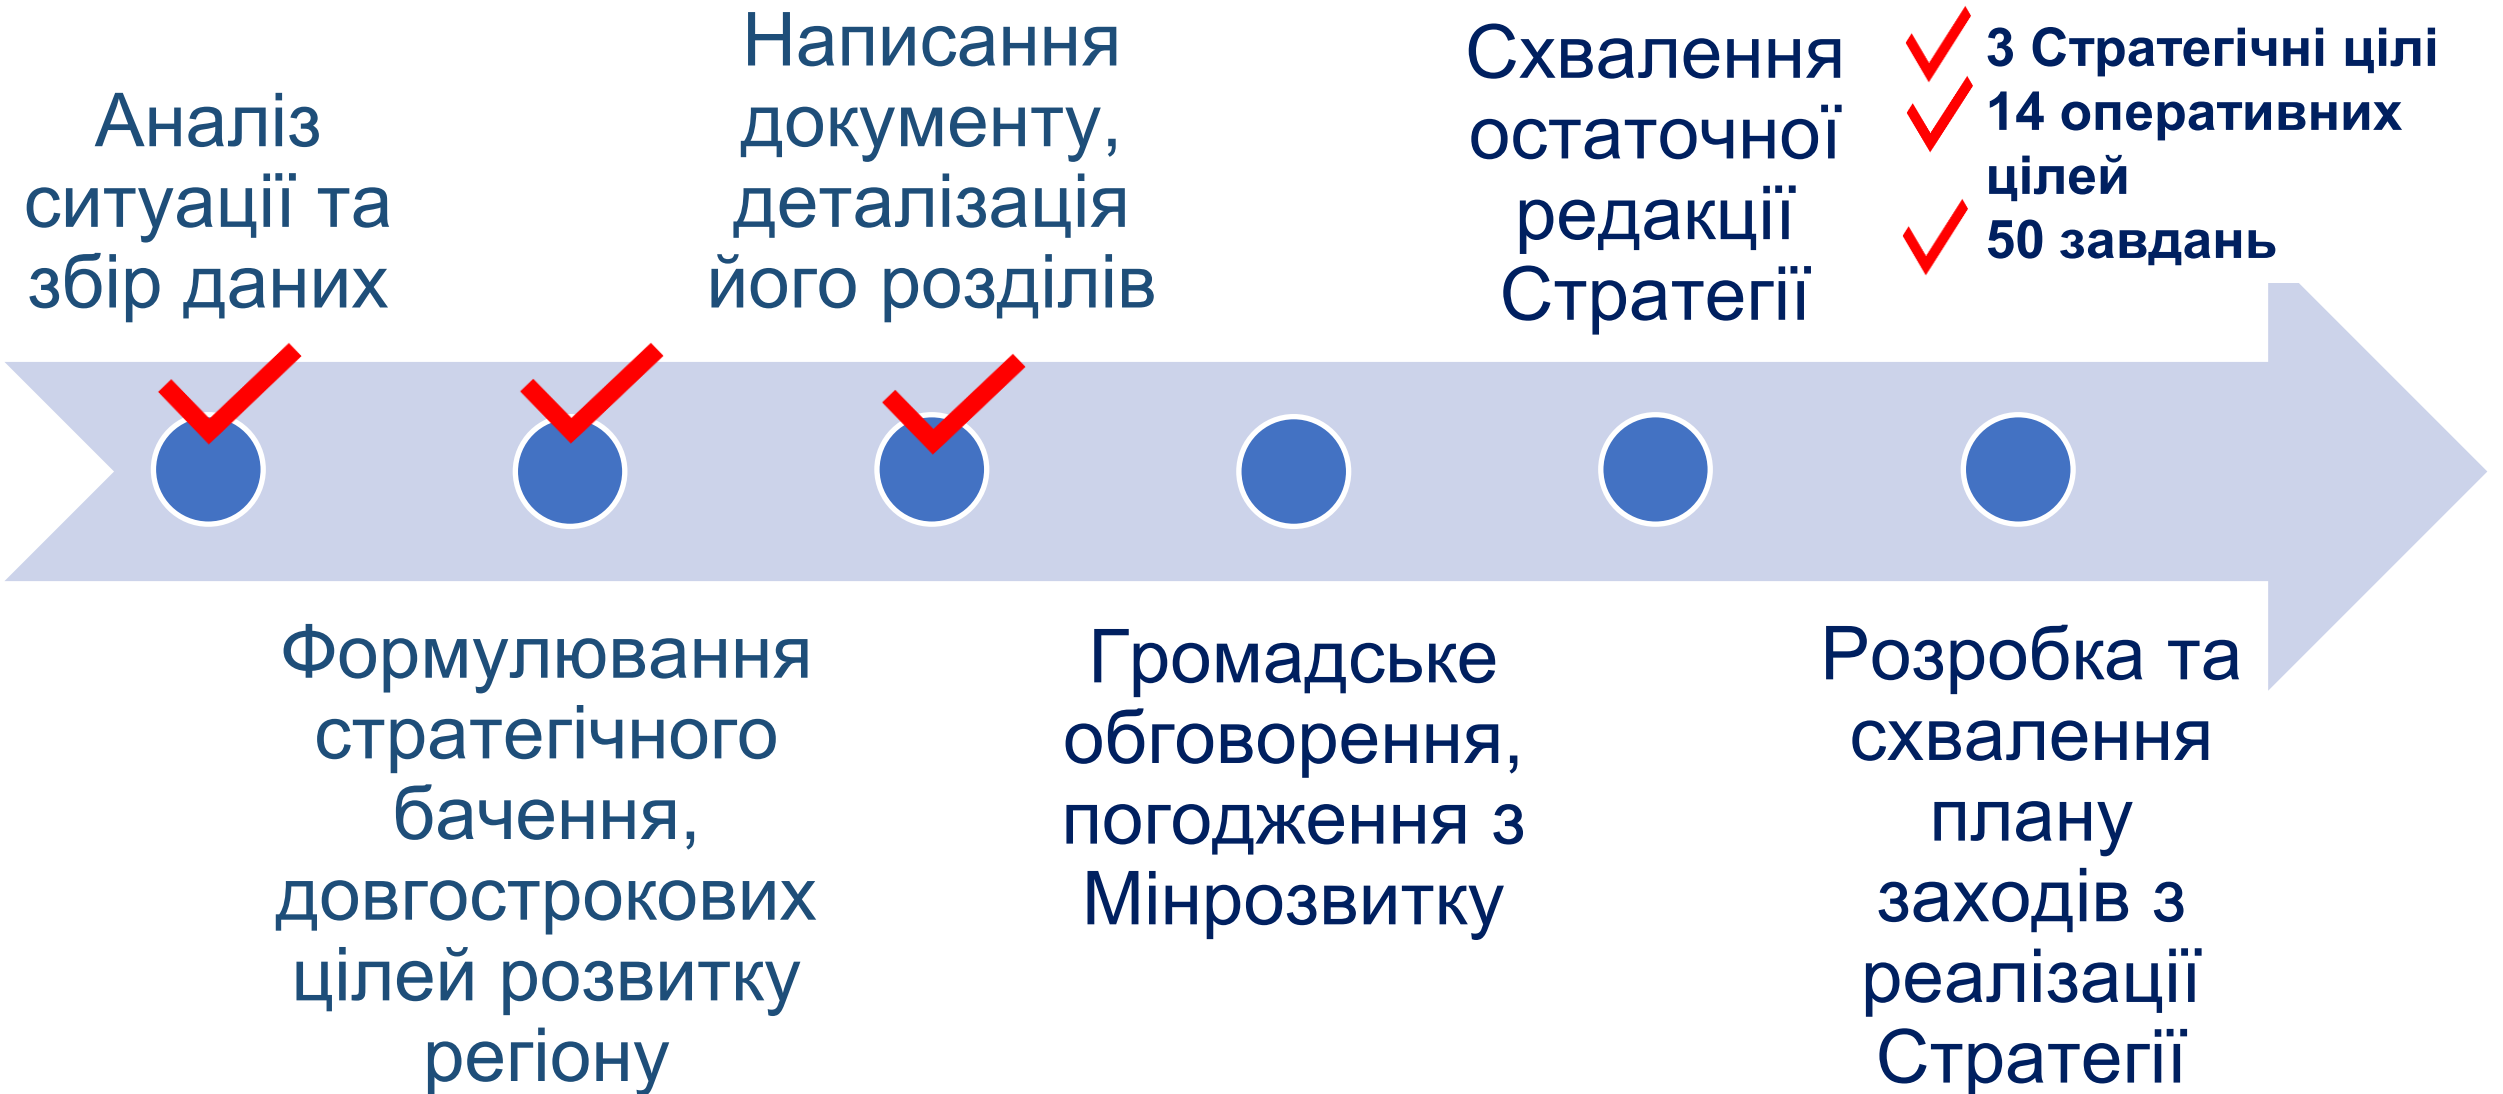 Аналіз
ситуації та
збір даних
Написання
документу,
деталізація
його розділів
Схвалення
остаточної
редакції
Стратегії
3 Стратегічні цілі
14 оперативних
цілей
50 завдань
Формулювання
стратегічного
бачення,
довгострокових
цілей розвитку
регіону
Громадське
обговорення,
погодження з
Мінрозвитку
Розробка та
схвалення
плану
заходів з
реалізації
Стратегії